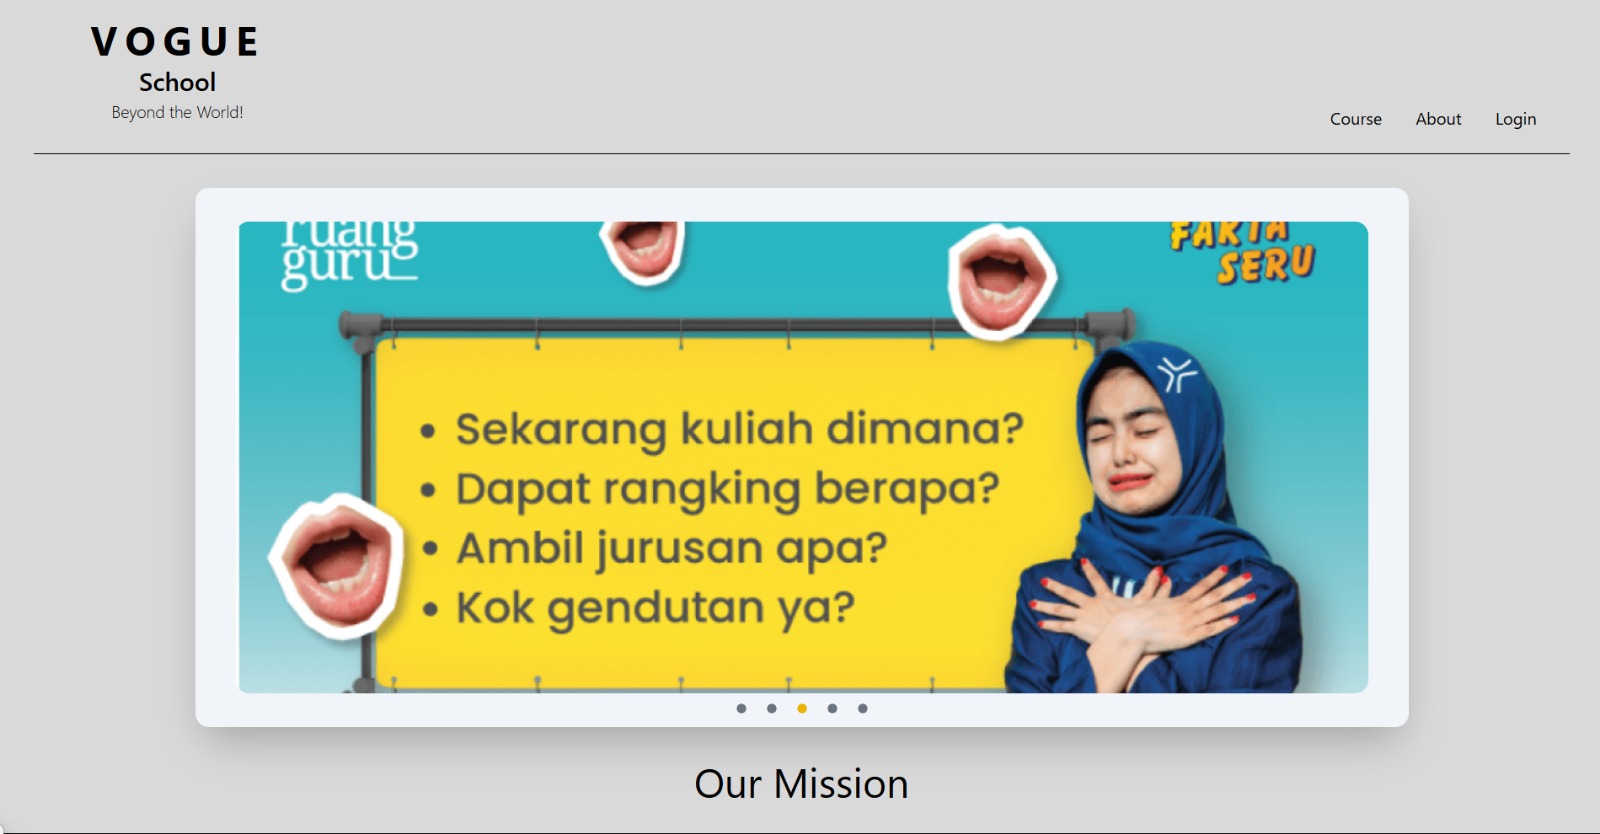 VOGUE
School
Beyond the World!
Course About Login
ruang
guru
FAKTA
SERU
Sekarang kuliah dimana?
Dapat rangking berapa?
Ambil jurusan apa?
Kok gendutan ya?
Our Mission